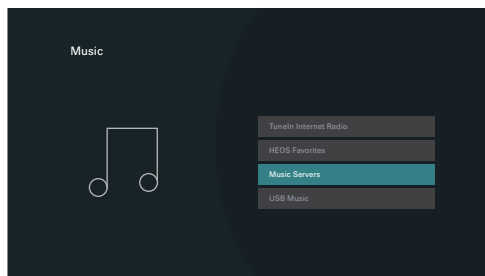 Music
TuneIn Internet Radio
HEOS Favorites
Music Servers
USB Music